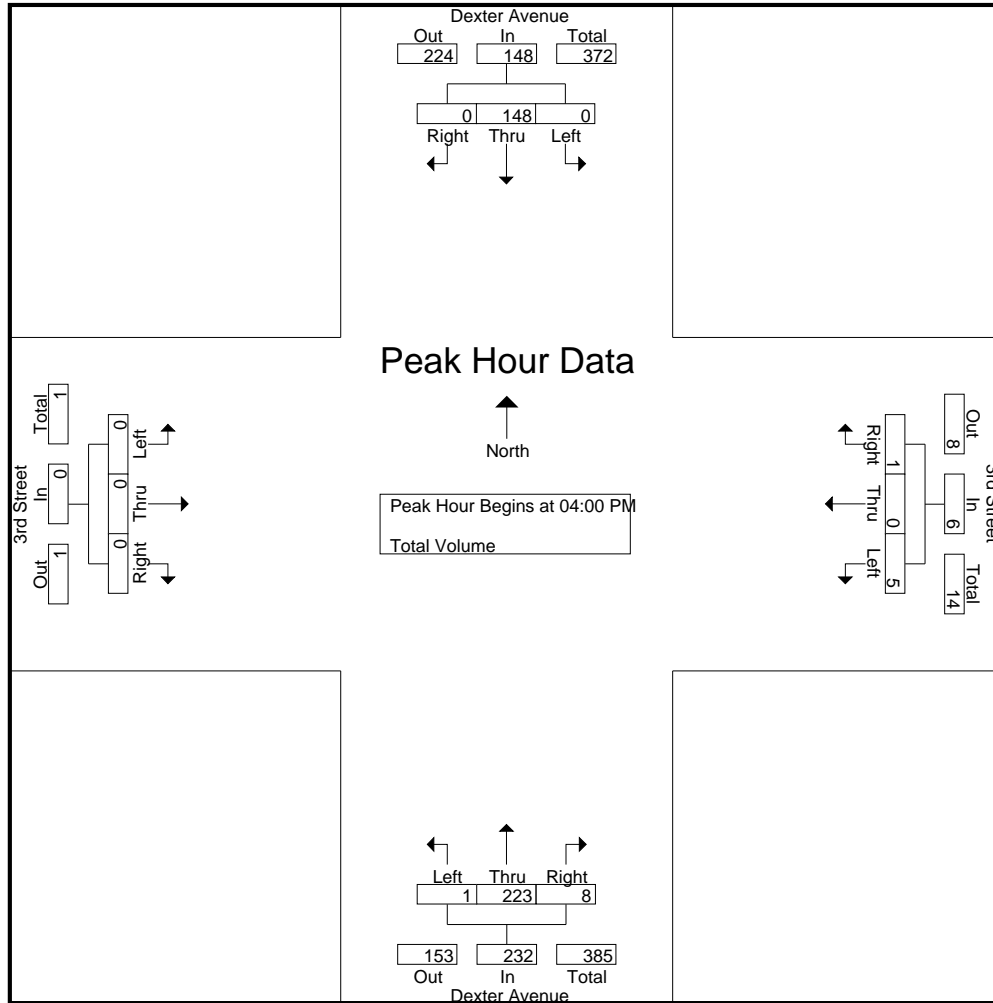 Dexter Avenue
Out In Total
224 148 372
0 148 0
Right Thru Left
Peak Hour Data
North
Peak Hour Begins at 04:00 PM
Total Volume
3rd Street
Total In Out
1 0 1
0 0 0
Left Thru Right
Right Thru Left
1 0 5
8 6 14
Out In Total
3rd Street
Left Thru Right
1 223 8
153 232 385
Out In Total
Dexter Avenue